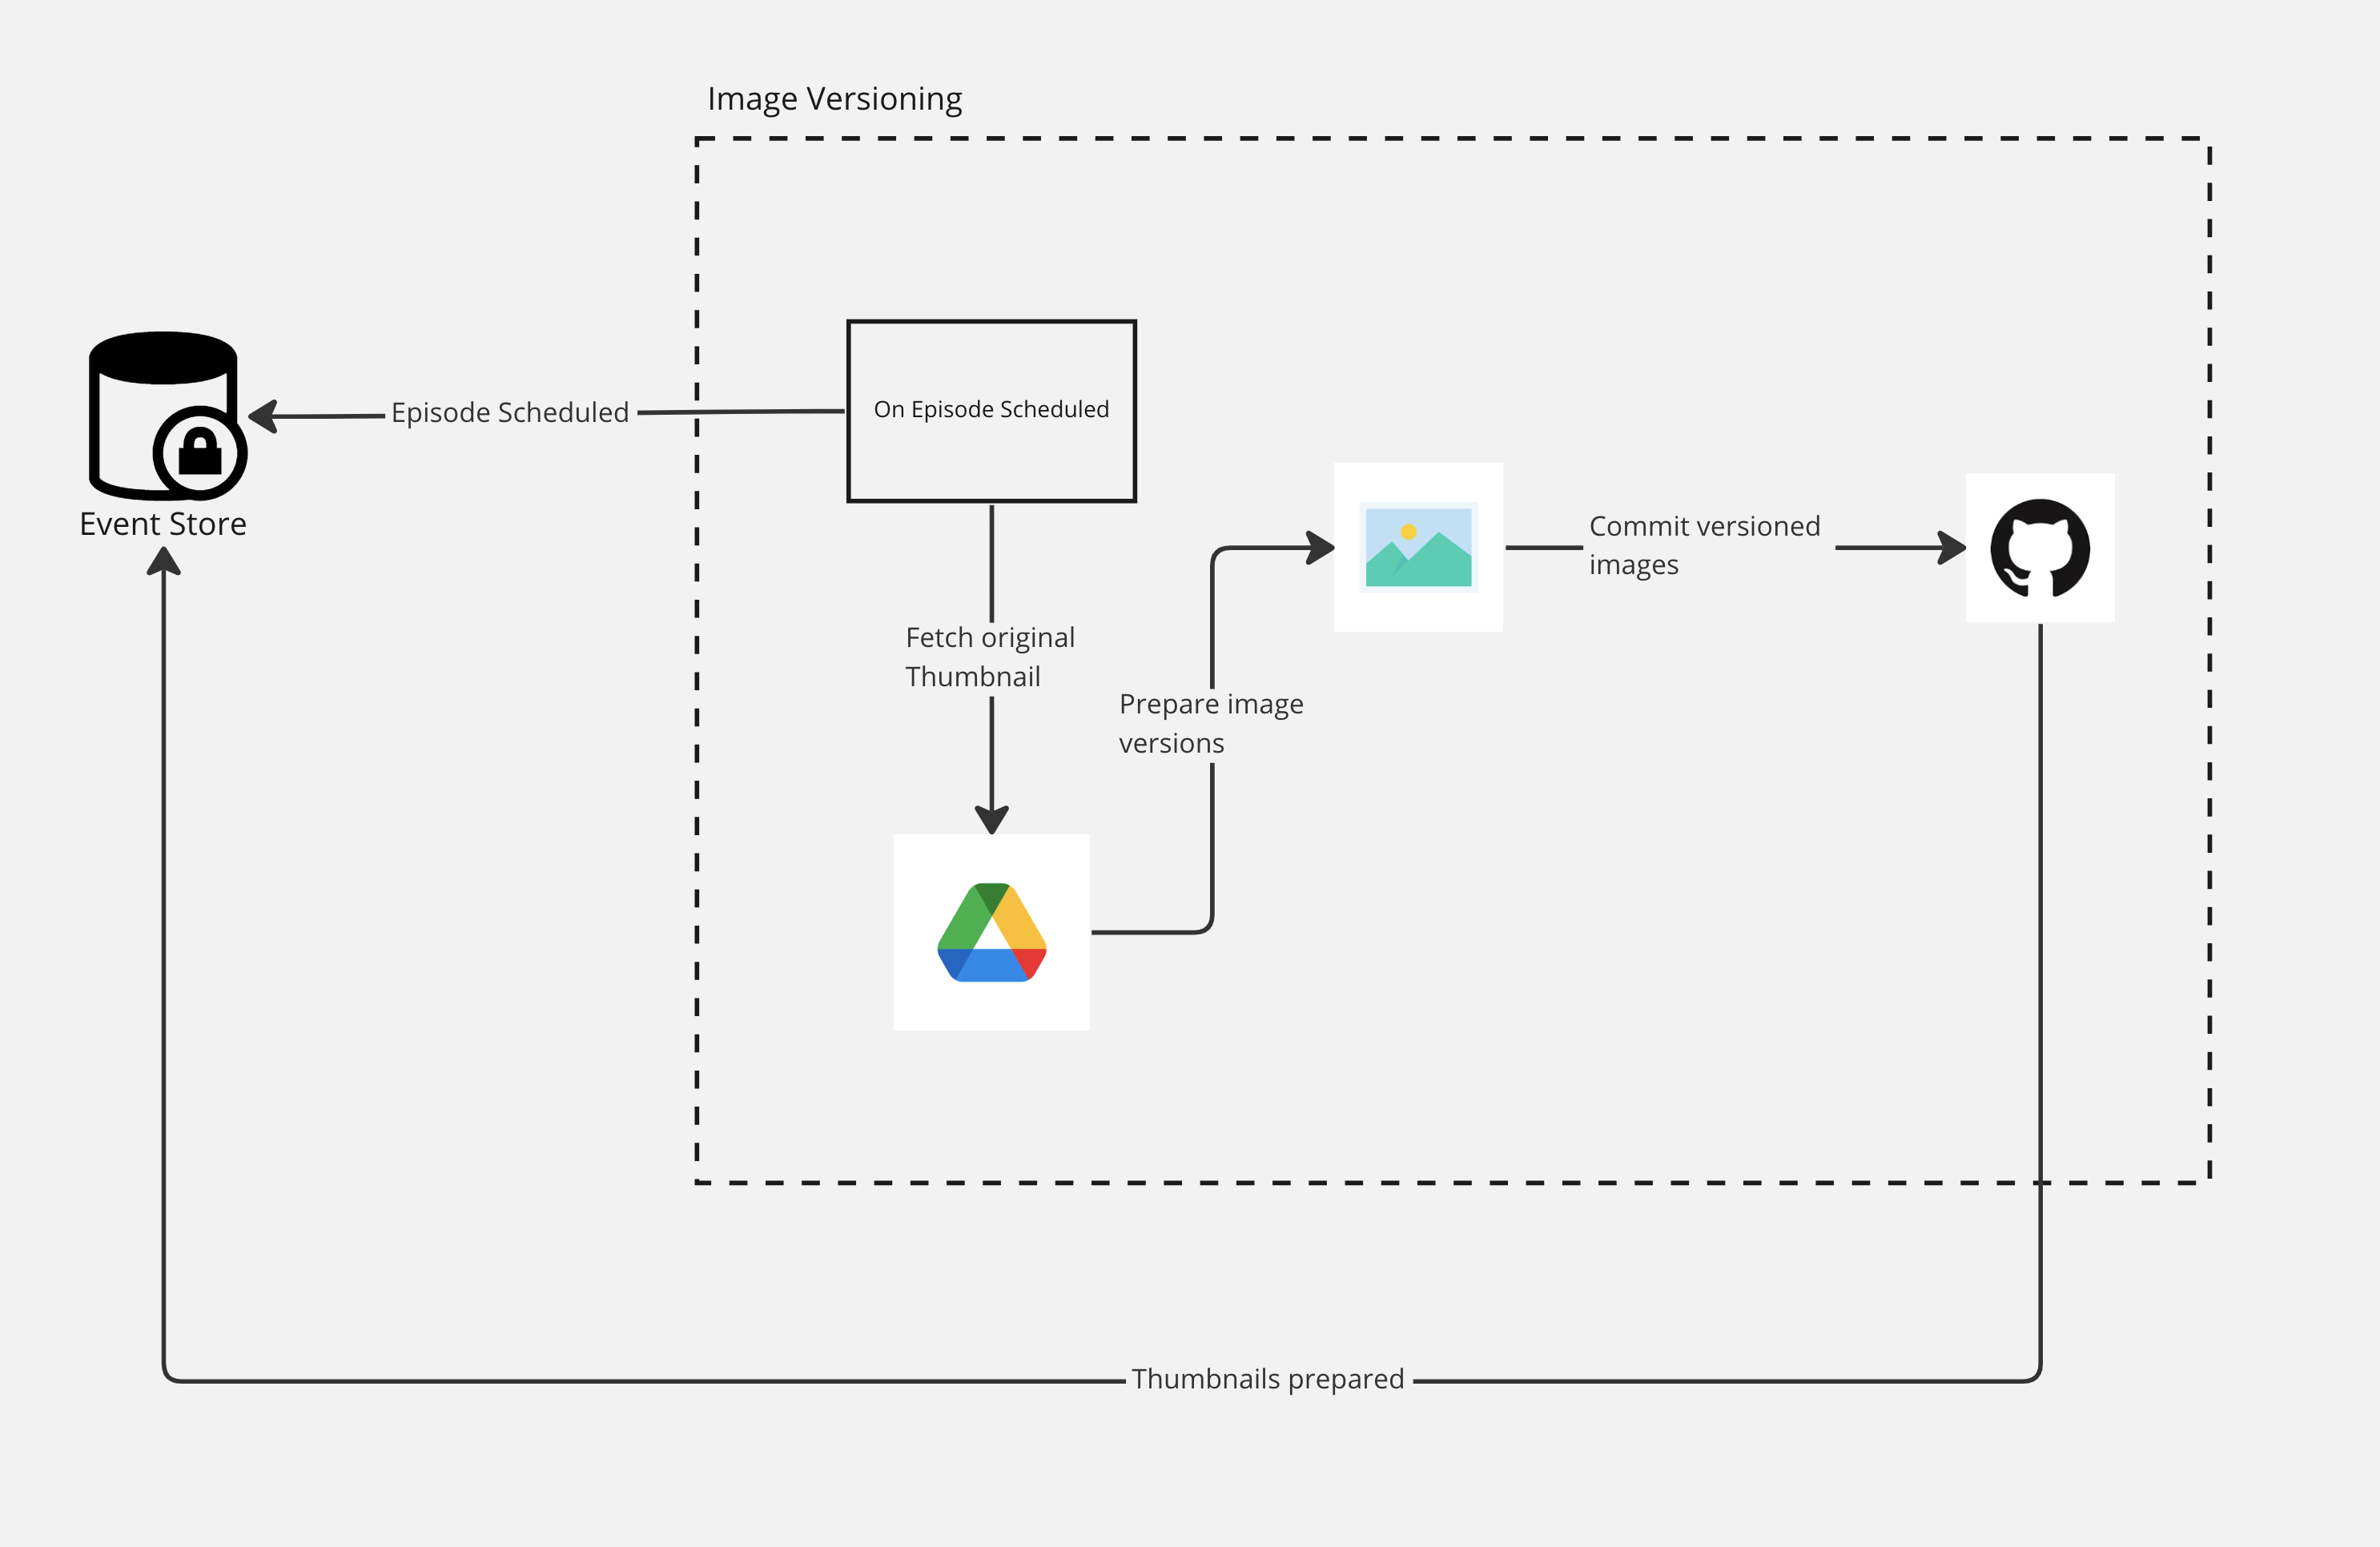 Image Versioning
Episode Scheduled
On Episode Scheduled
Event Store
Commit versioned
images
Fetch original
Thumbnail
Prepare image
versions
Thumbnails prepared